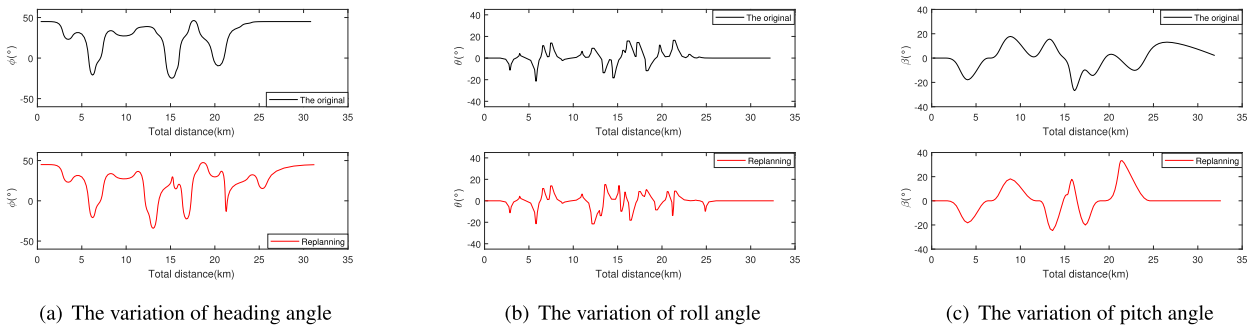 50
0
-50
ϕ(°)
The original
0 5 10 15 20 25 30 35
Total distance(km)
50
0
-50
ϕ(°)
Replanning
0 5 10 15 20 25 30 35
Total distance(km)
(a) The variation of heading angle
40
20
0
-20
-40
θ(°)
The original
0 5 10 15 20 25 30 35
Total distance(km)
40
20
0
-20
-40
θ(°)
Replanning
0 5 10 15 20 25 30 35
Total distance(km)
(b) The variation of roll angle
40
20
0
-20
-40
β(°)
The original
0 5 10 15 20 25 30 35
Total distance(km)
40
20
0
-20
-40
β(°)
Replanning
0 5 10 15 20 25 30 35
Total distance(km)
(c) The variation of pitch angle